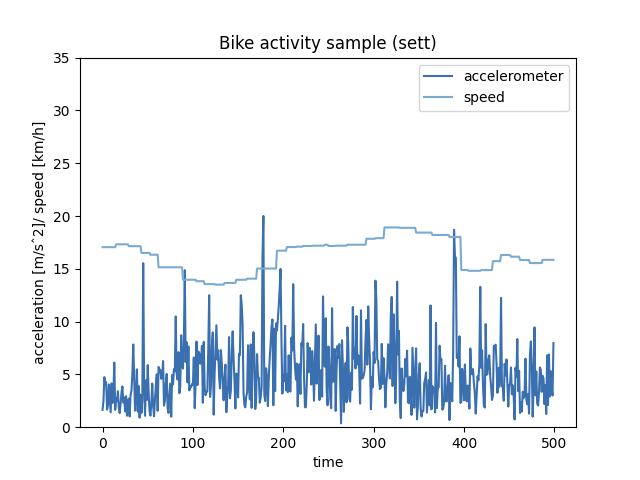 Bike activity sample (sett)
accelerometer
speed
35
30
25
20
15
10
5
0
acceleration [m/s^2]/ speed [km/h]
0 100 200 300 400 500
time